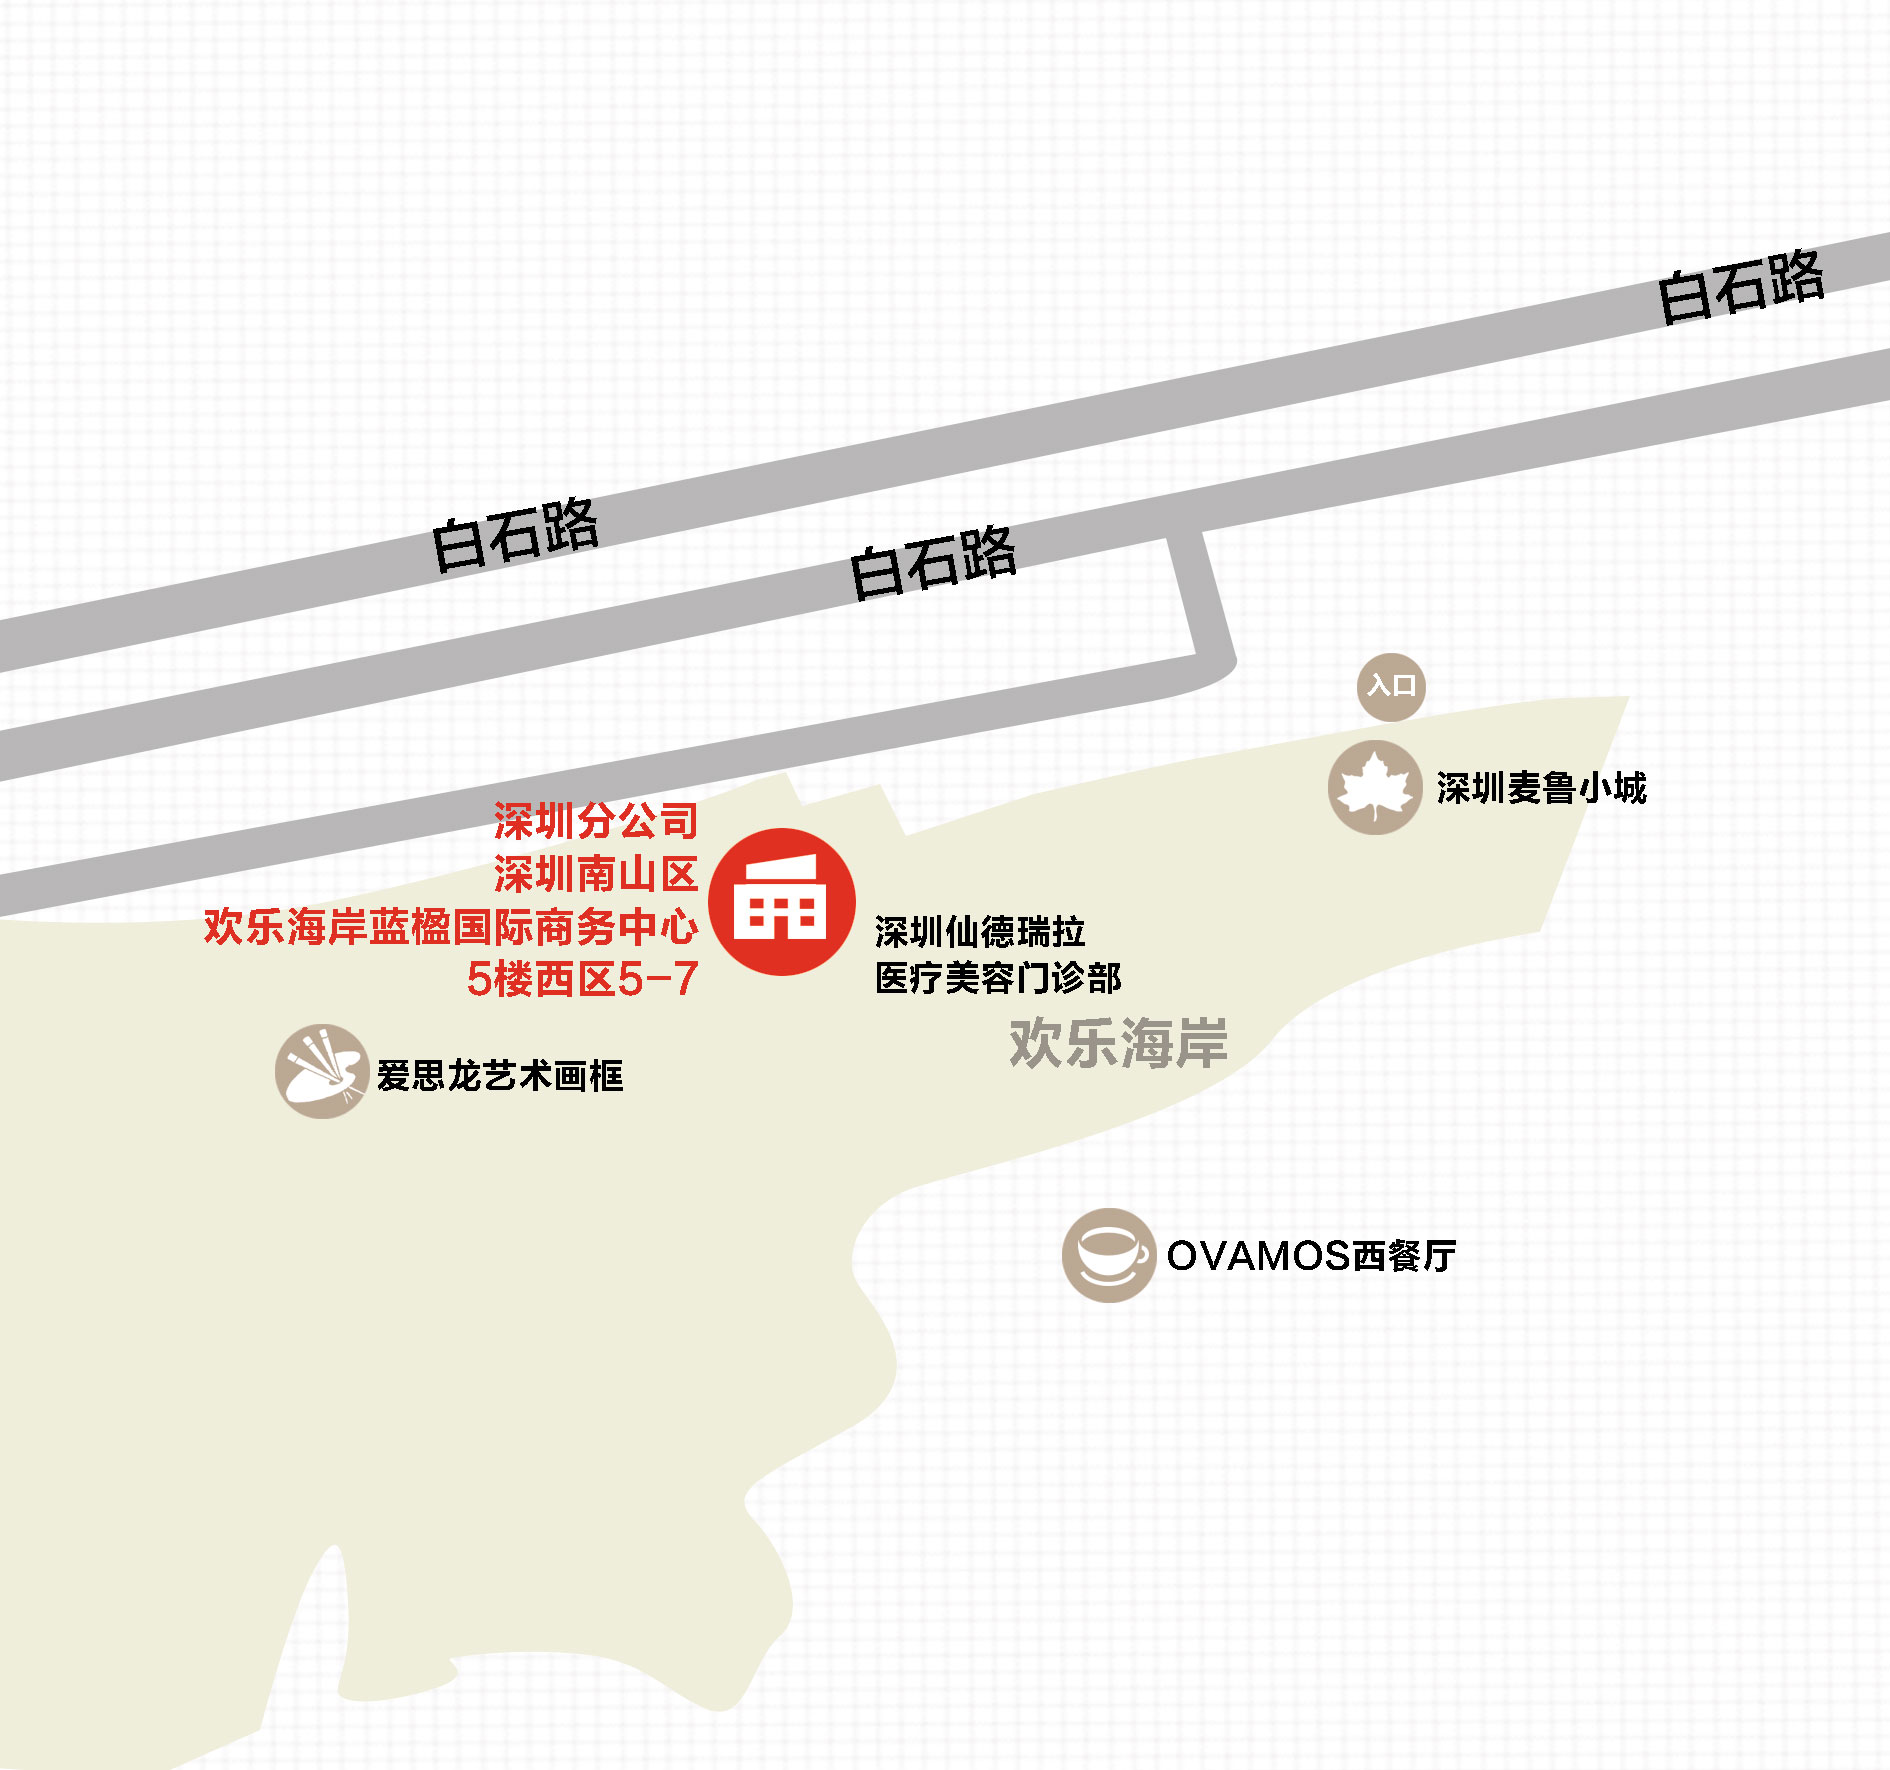 白石路
白石路
白石路
入口
深圳麦鲁小城
深圳分公司
深圳南山区
欢乐海岸蓝楹国际商务中心
5楼西区5-7
深圳仙德瑞拉
医疗美容门诊部
欢乐海岸
爱思龙艺术画框
OVAMOS西餐厅